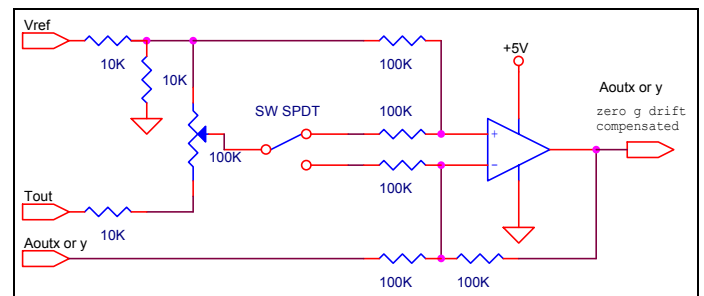 Vref
+5V
10K
10K
100K
Aoutx or y
100K
SW SPDT
zero g drift
compensated
+
100K
−
100K
Tout
10K
Aoutx or y
100K
100K